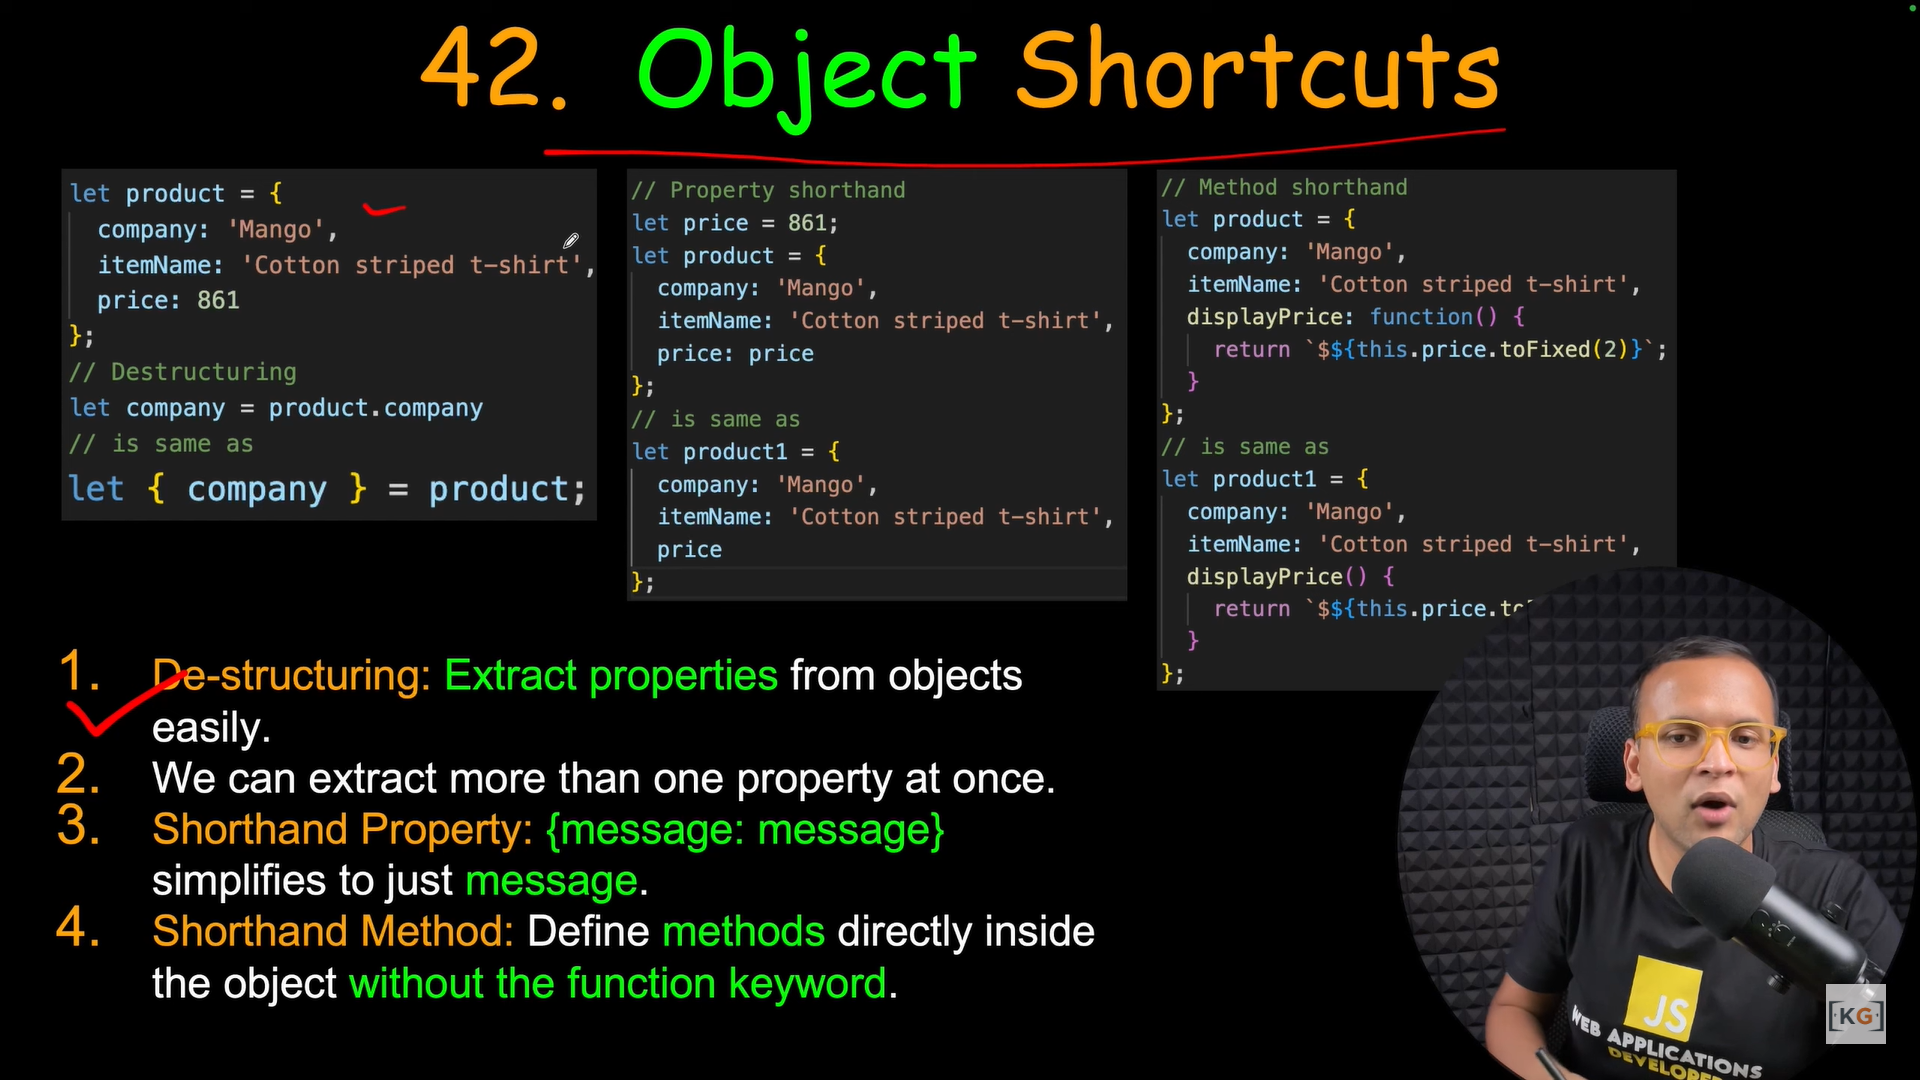 42. Object Shortcuts
let product = {
company: 'Mango',
itemName: 'Cotton striped t-shirt',
price: 861
};
// Destructuring
let company = product.company
// is same as
let { company } = product;
// Property shorthand
let price = 861;
let product = {
company: 'Mango',
itemName: 'Cotton striped t-shirt',
price: price
};
// is same as
let product1 = {
company: 'Mango',
itemName: 'Cotton striped t-shirt',
price
};
// Method shorthand
let product = {
company: 'Mango',
itemName: 'Cotton striped t-shirt',
displayPrice: function() {
return `$${this.price.toFixed(2)}`;
}
};
// is same as
let product1 = {
company: 'Mango',
itemName: 'Cotton striped t-shirt',
displayPrice() {
return `$${this.price.
}
};
1. De-structuring: Extract properties from objects
easily.
2. We can extract more than one property at once.
3. Shorthand Property: {message: message}
simplifies to just message.
4. Shorthand Method: Define methods directly inside
the object without the function keyword.
JS
WEB APPLICATIONS
DEVELOPER
[KG]